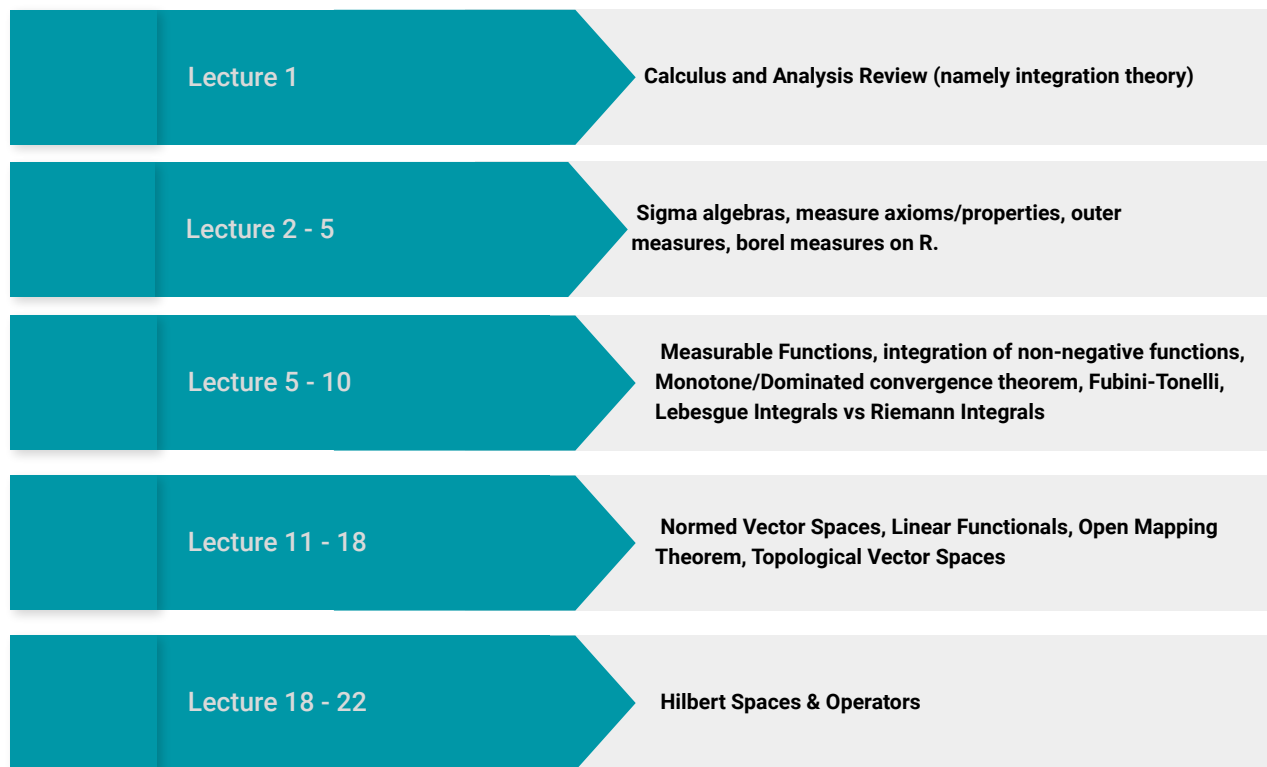 Lecture 1
Calculus and Analysis Review (namely integration theory)
Lecture 2 - 5
Sigma algebras, measure axioms/properties, outer
measures, borel measures on R.
Lecture 5 - 10
Measurable Functions, integration of non-negative functions,
Monotone/Dominated convergence theorem, Fubini-Tonelli,
Lebesgue Integrals vs Riemann Integrals
Lecture 11 - 18
Normed Vector Spaces, Linear Functionals, Open Mapping
Theorem, Topological Vector Spaces
Lecture 18 - 22
Hilbert Spaces & Operators